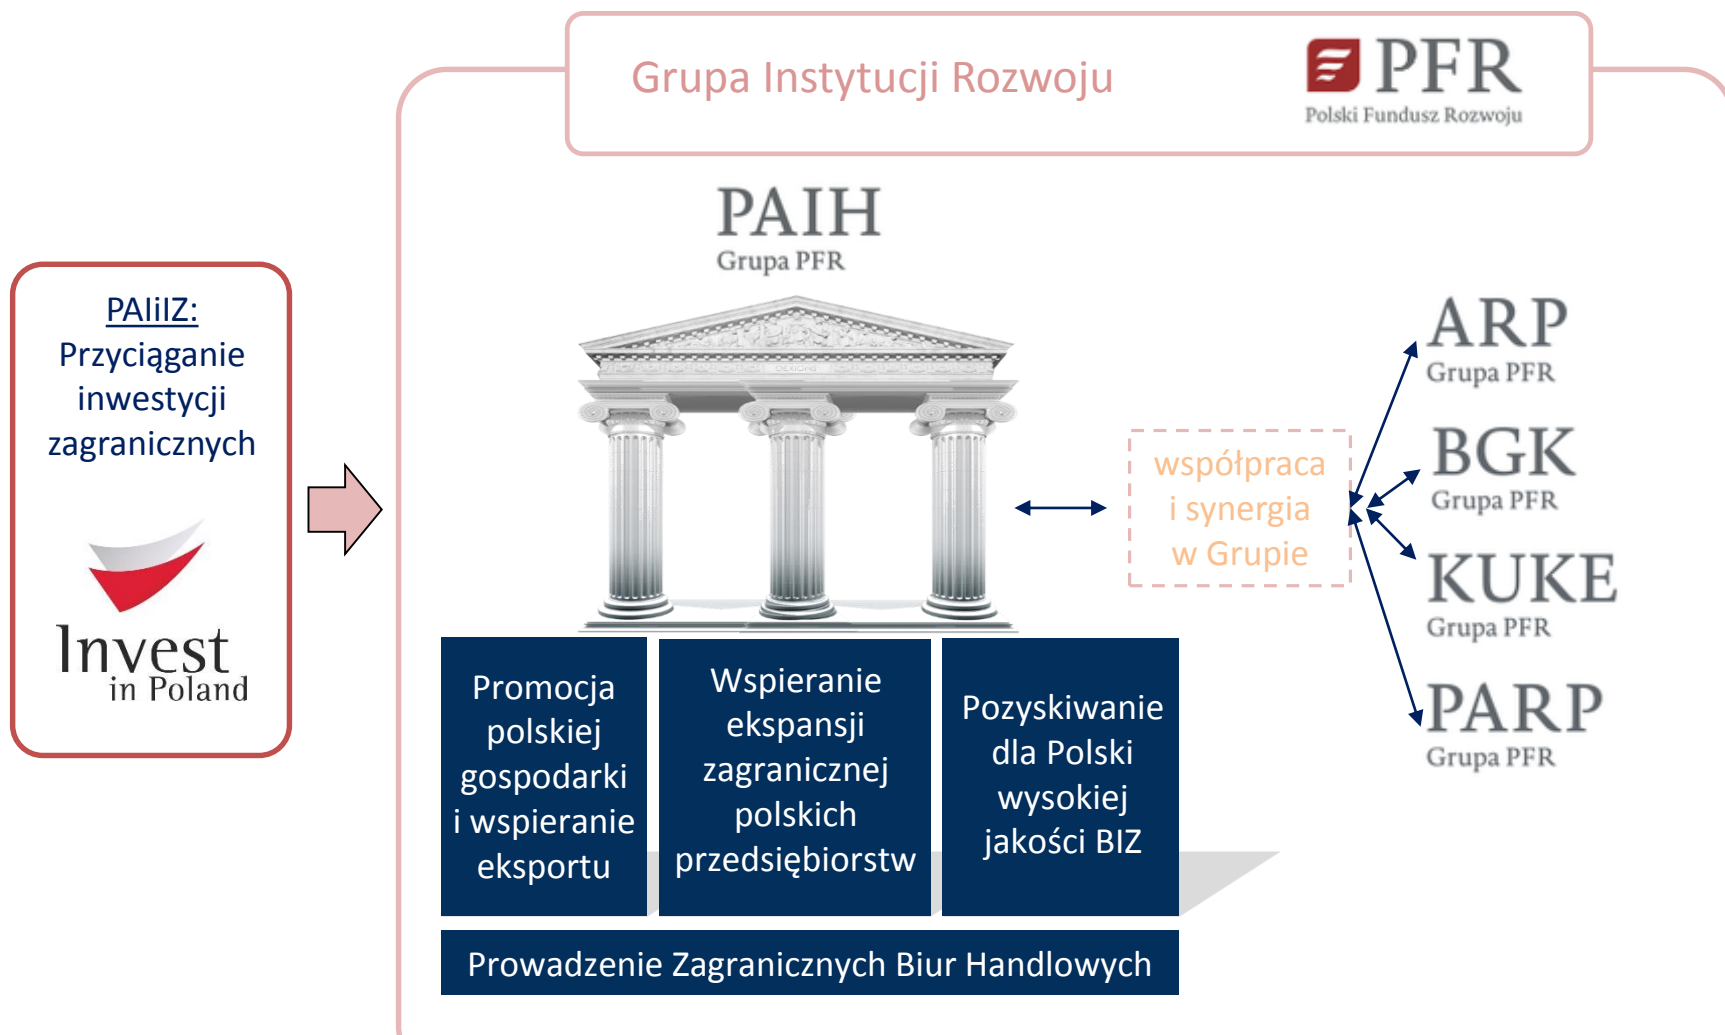 Grupa Instytucji Rozwoju
PFR
Polski Fundusz Rozwoju
PAIH
Grupa PFR
PAIiIZ:
Przyciąganie
inwestycji
zagranicznych
Invest
in Poland
współpraca
i synergia
w Grupie
ARP
Grupa PFR
BGK
Grupa PFR
KUKE
Grupa PFR
PARP
Grupa PFR
Promocja
polskiej
gospodarki
i wspieranie
eksportu
Wspieranie
ekspansji
zagranicznej
polskich
przedsiębiorstw
Pozyskiwanie
dla Polski
wysokiej
jakości BIZ
Prowadzenie Zagranicznych Biur Handlowych